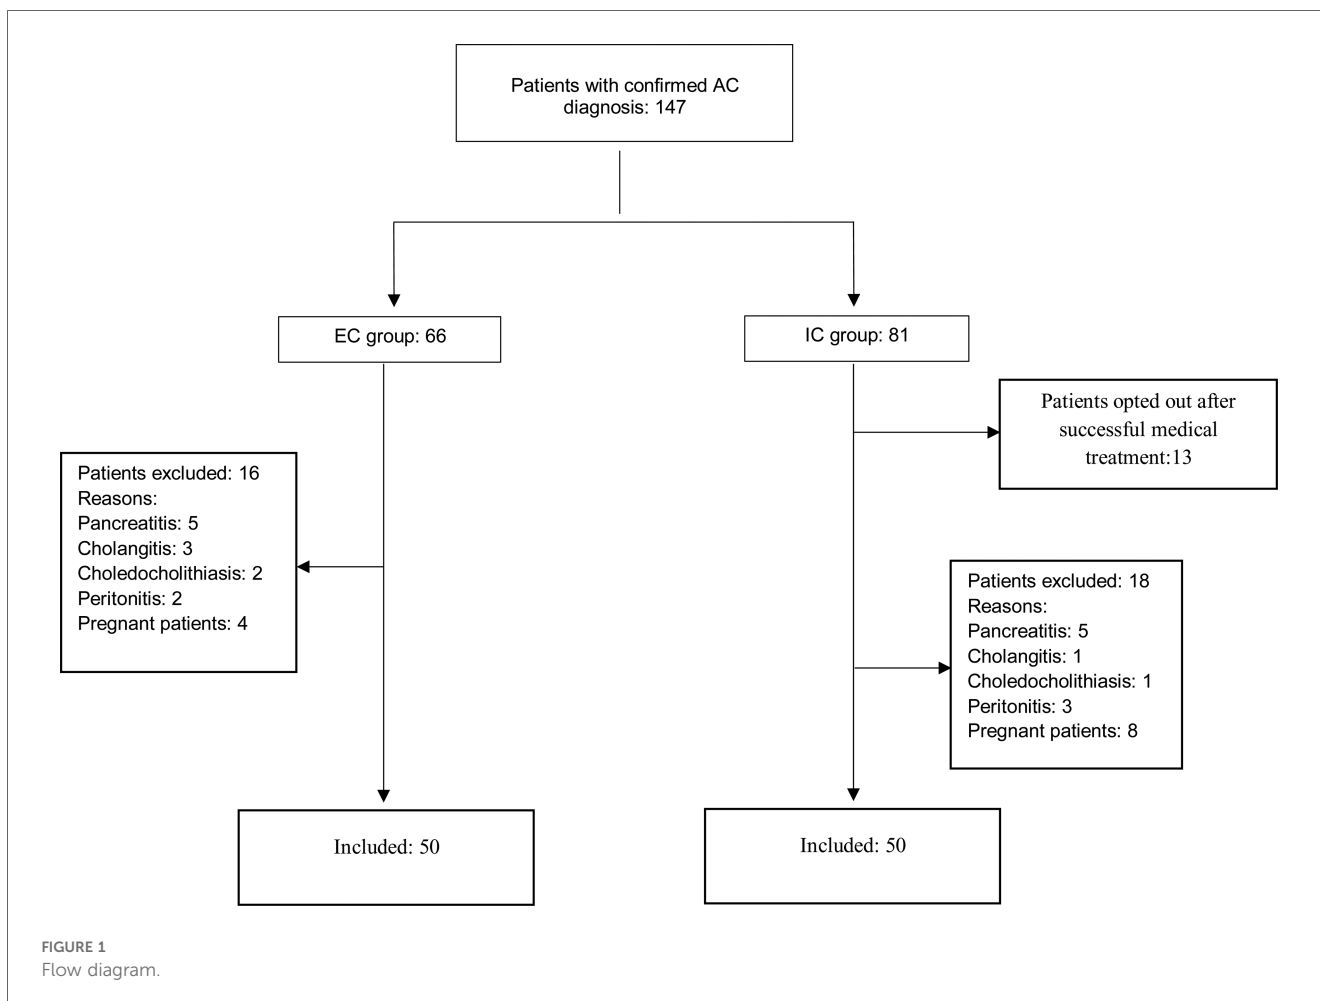 Patients with confirmed AC
diagnosis: 147
EC group: 66
IC group: 81
Patients opted out after
successful medical
treatment:13
Patients excluded: 16
Reasons:
Pancreatitis: 5
Cholangitis: 3
Choledocholithiasis: 2
Peritonitis: 2
Pregnant patients: 4
Patients excluded: 18
Reasons:
Pancreatitis: 5
Cholangitis: 1
Choledocholithiasis: 1
Peritonitis: 3
Pregnant patients: 8
Included: 50
Included: 50
FIGURE 1
Flow diagram.